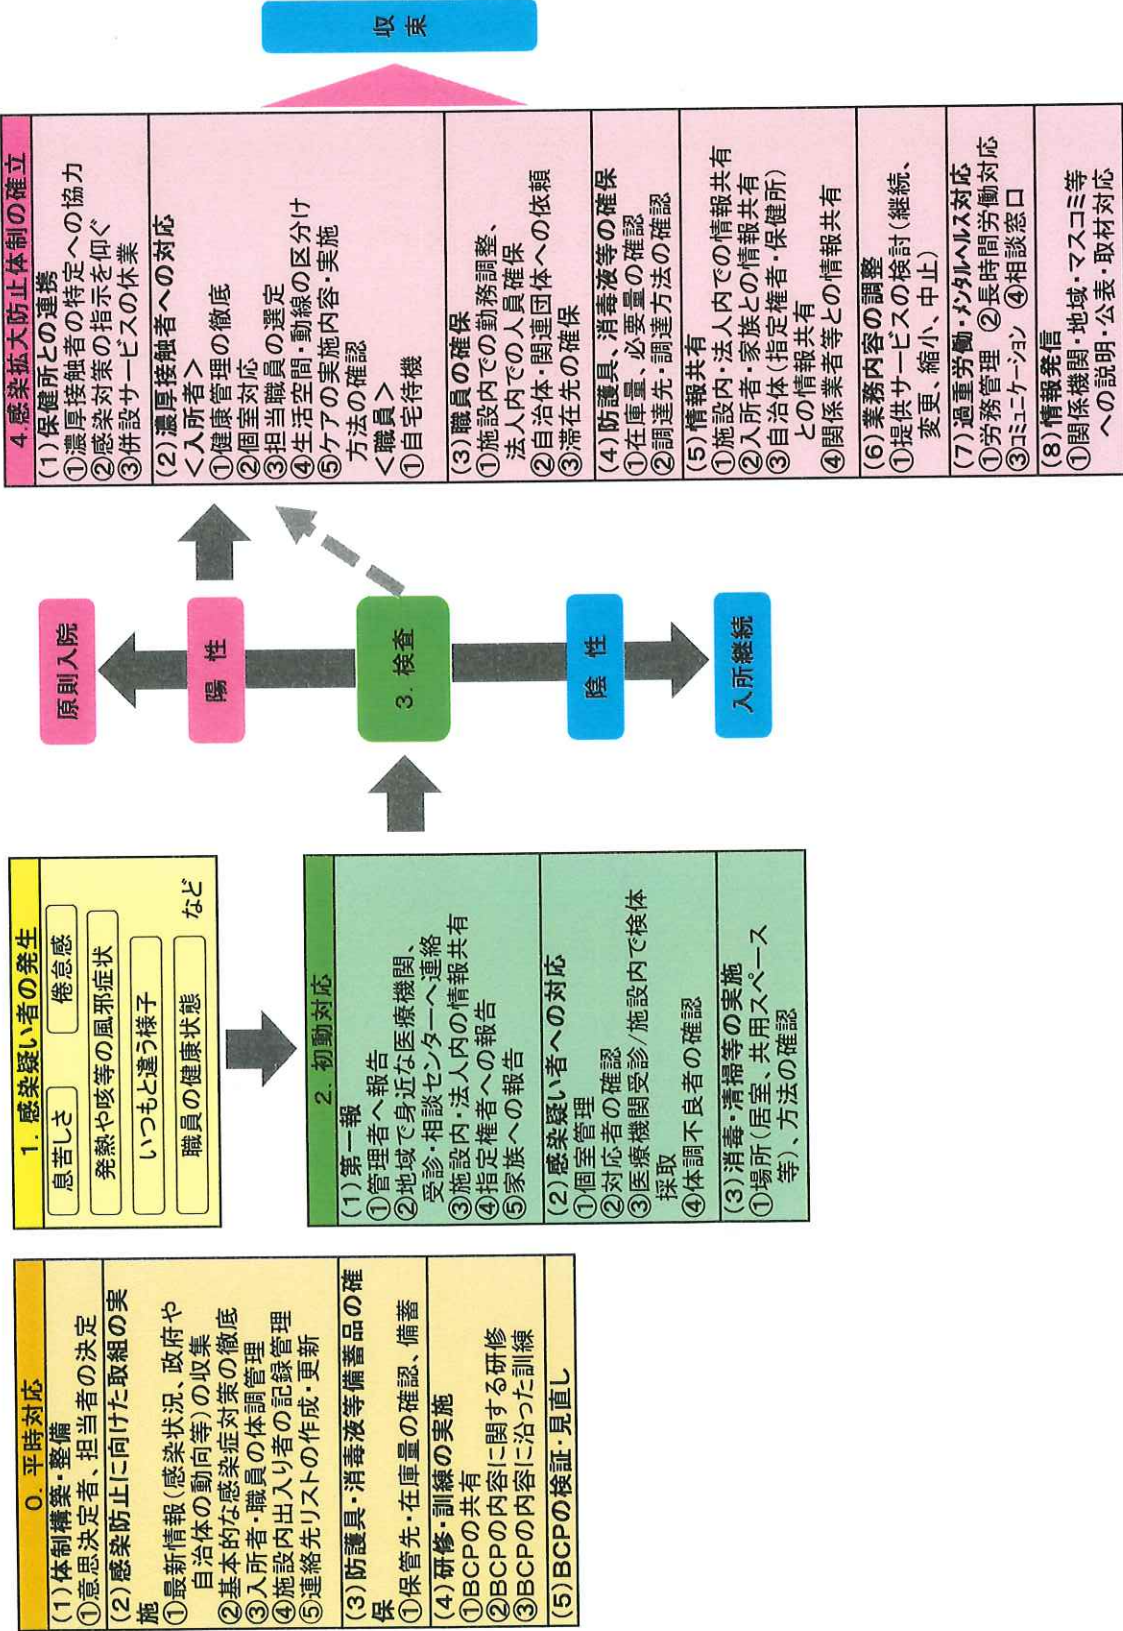 0. 平時対応
(1)体制構築・整備
①意思決定者、担当者の決定
(2)感染防止に向けた取組の実
施
①最新情報(感染状況、政府や
自治体の動向等)の収集
②基本的な感染症対策の徹底
③入所者・職員の体調管理
④施設内出入り者の記録管理
⑤連絡先リストの作成・更新
(3)防護具・消毒液等備蓄品の確
保
①保管先・在庫量の確認、備蓄
(4)研修・訓練の実施
①BCPの共有
②BCPの内容に関する研修
③BCPの内容に沿った訓練
(5)BCPの検証・見直し
1. 感染疑い者の発生
息苦しさ
倦怠感
発熱や咳等の風邪症状
いつもと違う様子
職員の健康状態
など
2. 初動対応
(1)第一報
①管理者へ報告
②地域で身近な医療機関、
受診・相談センターへ連絡
③施設内・法人内の情報共有
④指定権者への報告
⑤家族への報告
(2)感染疑い者への対応
①個室管理
②対応者の確認
③医療機関受診/施設内で検体
採取
④体調不良者の確認
(3)消毒・清掃等の実施
①場所(居室、共用スペース
等)、方法の確認
原則入院
陽 性
3. 検査
陰 性
入所継続
4.感染拡大防止体制の確立
(1)保健所との連携
①濃厚接触者の特定への協力
②感染対策の指示を仰ぐ
③併設サービスの休業
(2)濃厚接触者への対応
<入所者>
①健康管理の徹底
②個室対応
③担当職員の選定
④生活空間・動線の区分け
⑤ケアの実施内容・実施
方法の確認
<職員>
①自宅待機
(3)職員の確保
①施設内での勤務調整、
法人内での人員確保
②自治体・関連団体への依頼
③滞在先の確保
(4)防護具、消毒液等の確保
①在庫量、必要量の確認
②調達先・調達方法の確認
(5)情報共有
①施設内・法人内での情報共有
②入所者・家族との情報共有
③自治体(指定権者・保健所)
との情報共有
④関係業者等との情報共有
(6)業務内容の調整
①提供サービスの検討(継続、
変更、縮小、中止)
(7)過重労働・メンタルヘルス対応
①労務管理 ②長時間労働対応
③コミュニケーション ④相談窓口
(8)情報発信
①関係機関・地域・マスコミ等
への説明・公表・取材対応
収
束